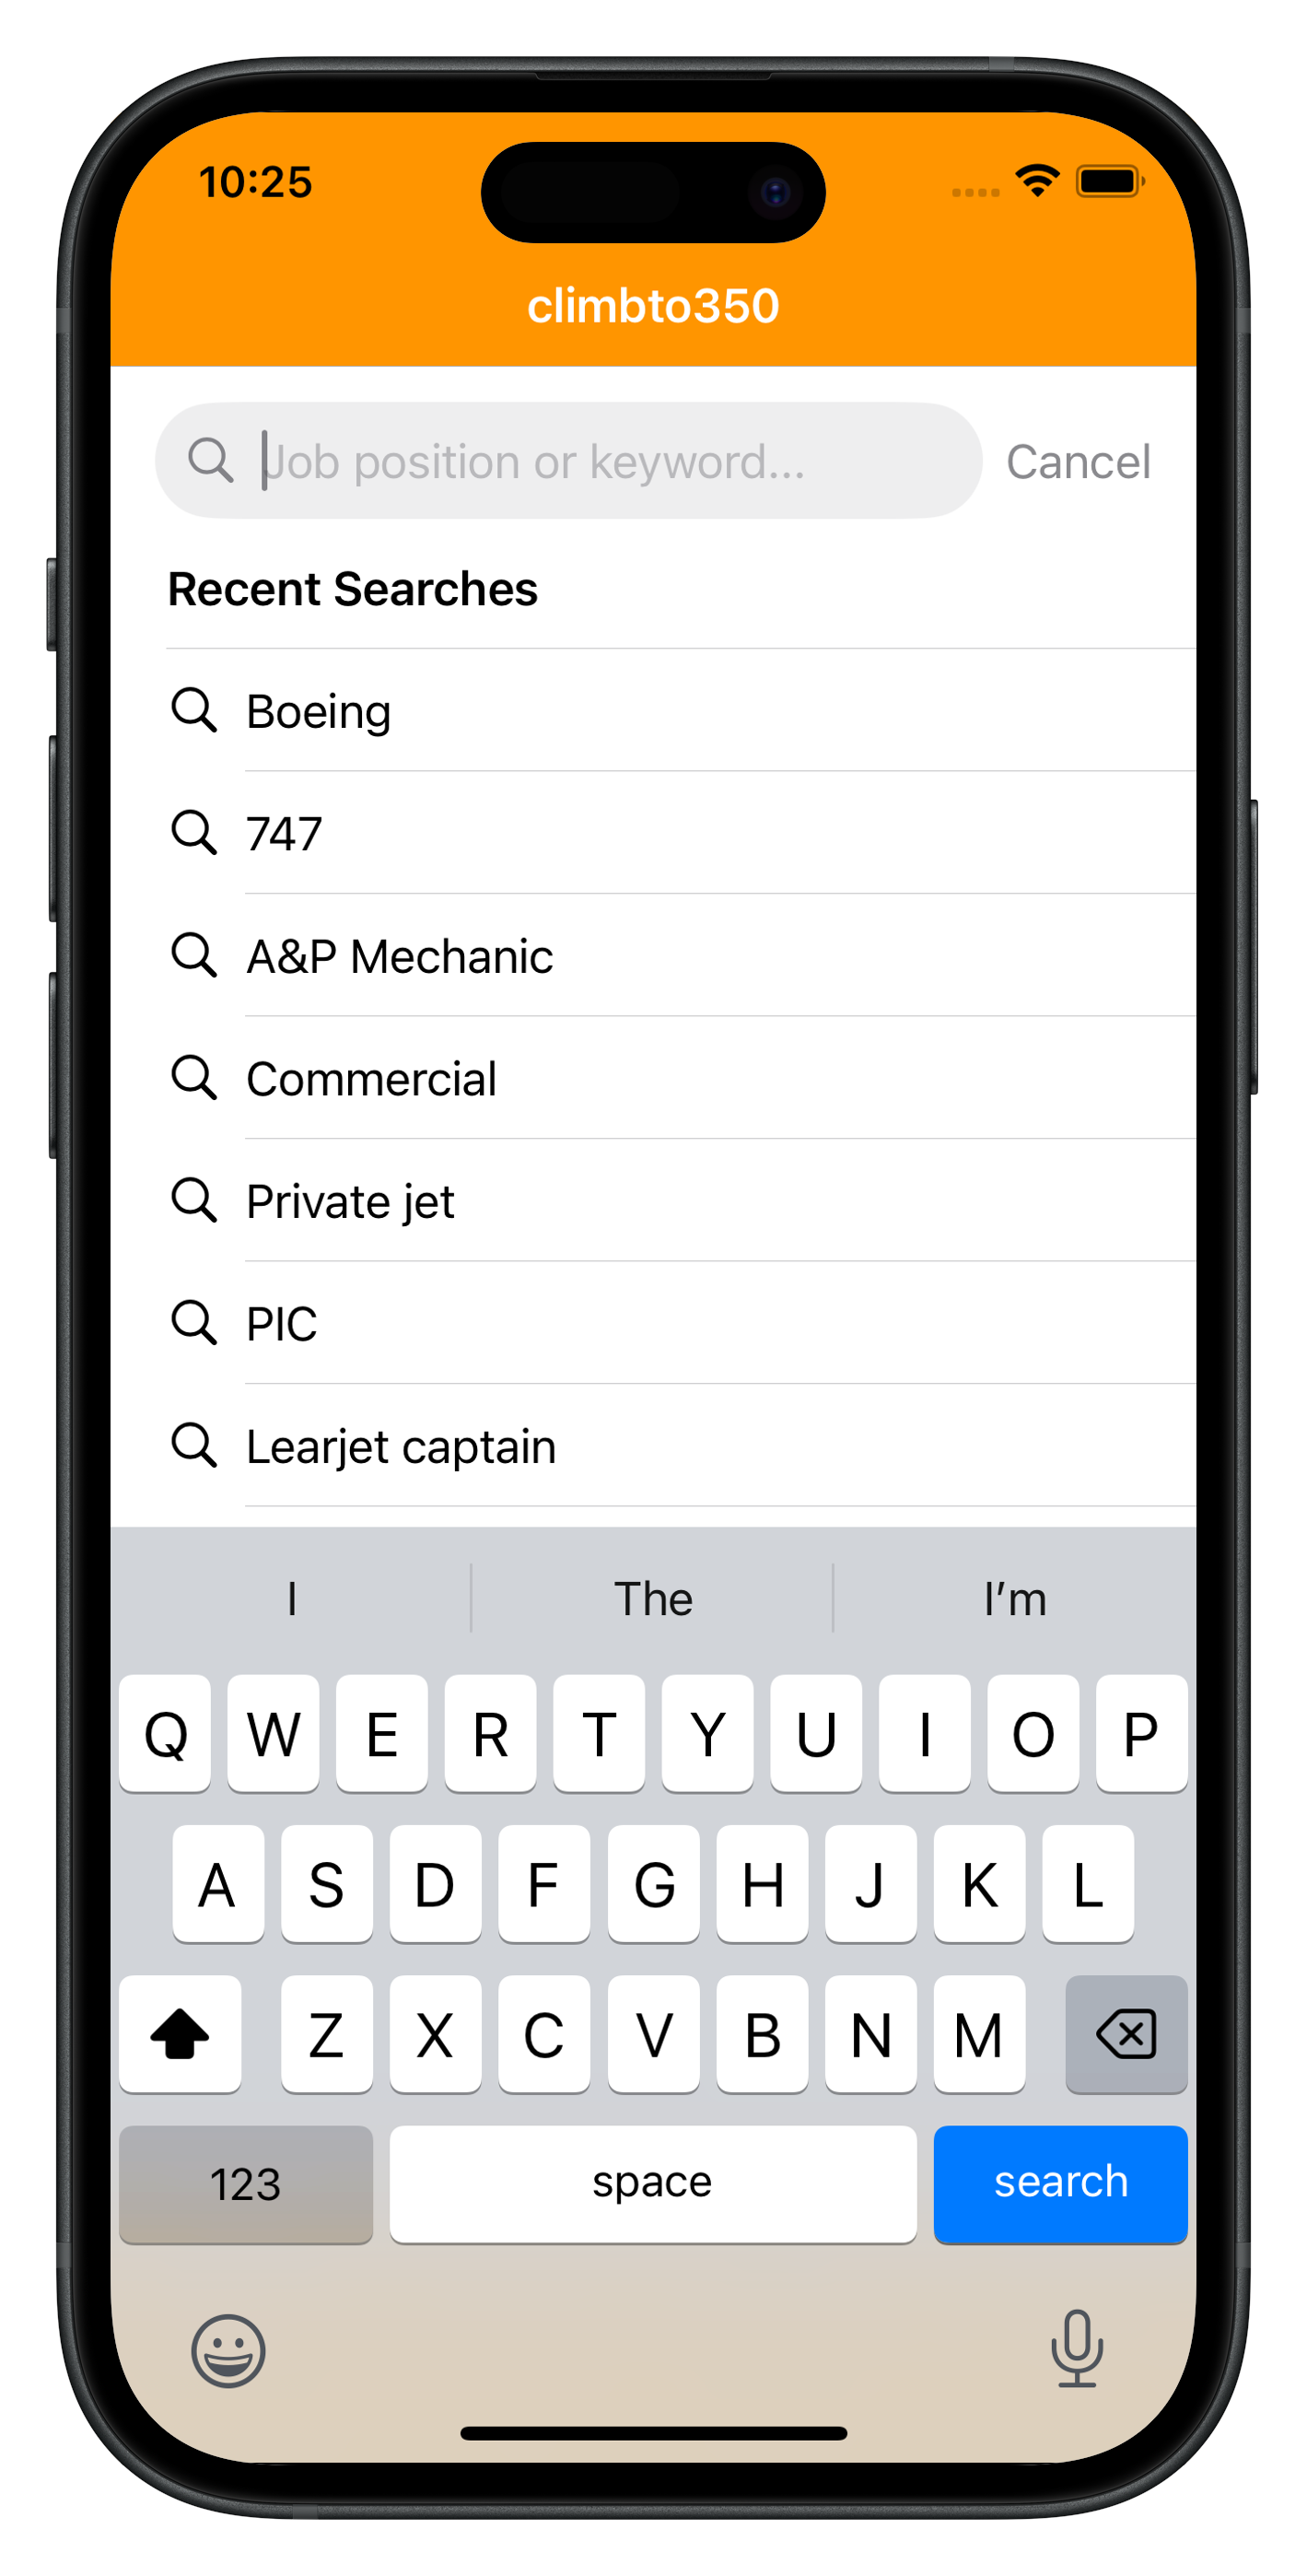 10:25
climbto350
Job position or keyword...
Cancel
Recent Searches
Boeing
747
A&P Mechanic
Commercial
Private jet
PIC
Learjet captain
I The I’m
Q W E R T Y U I O P
A S D F G H J K L
Z X C V B N M
123 space search